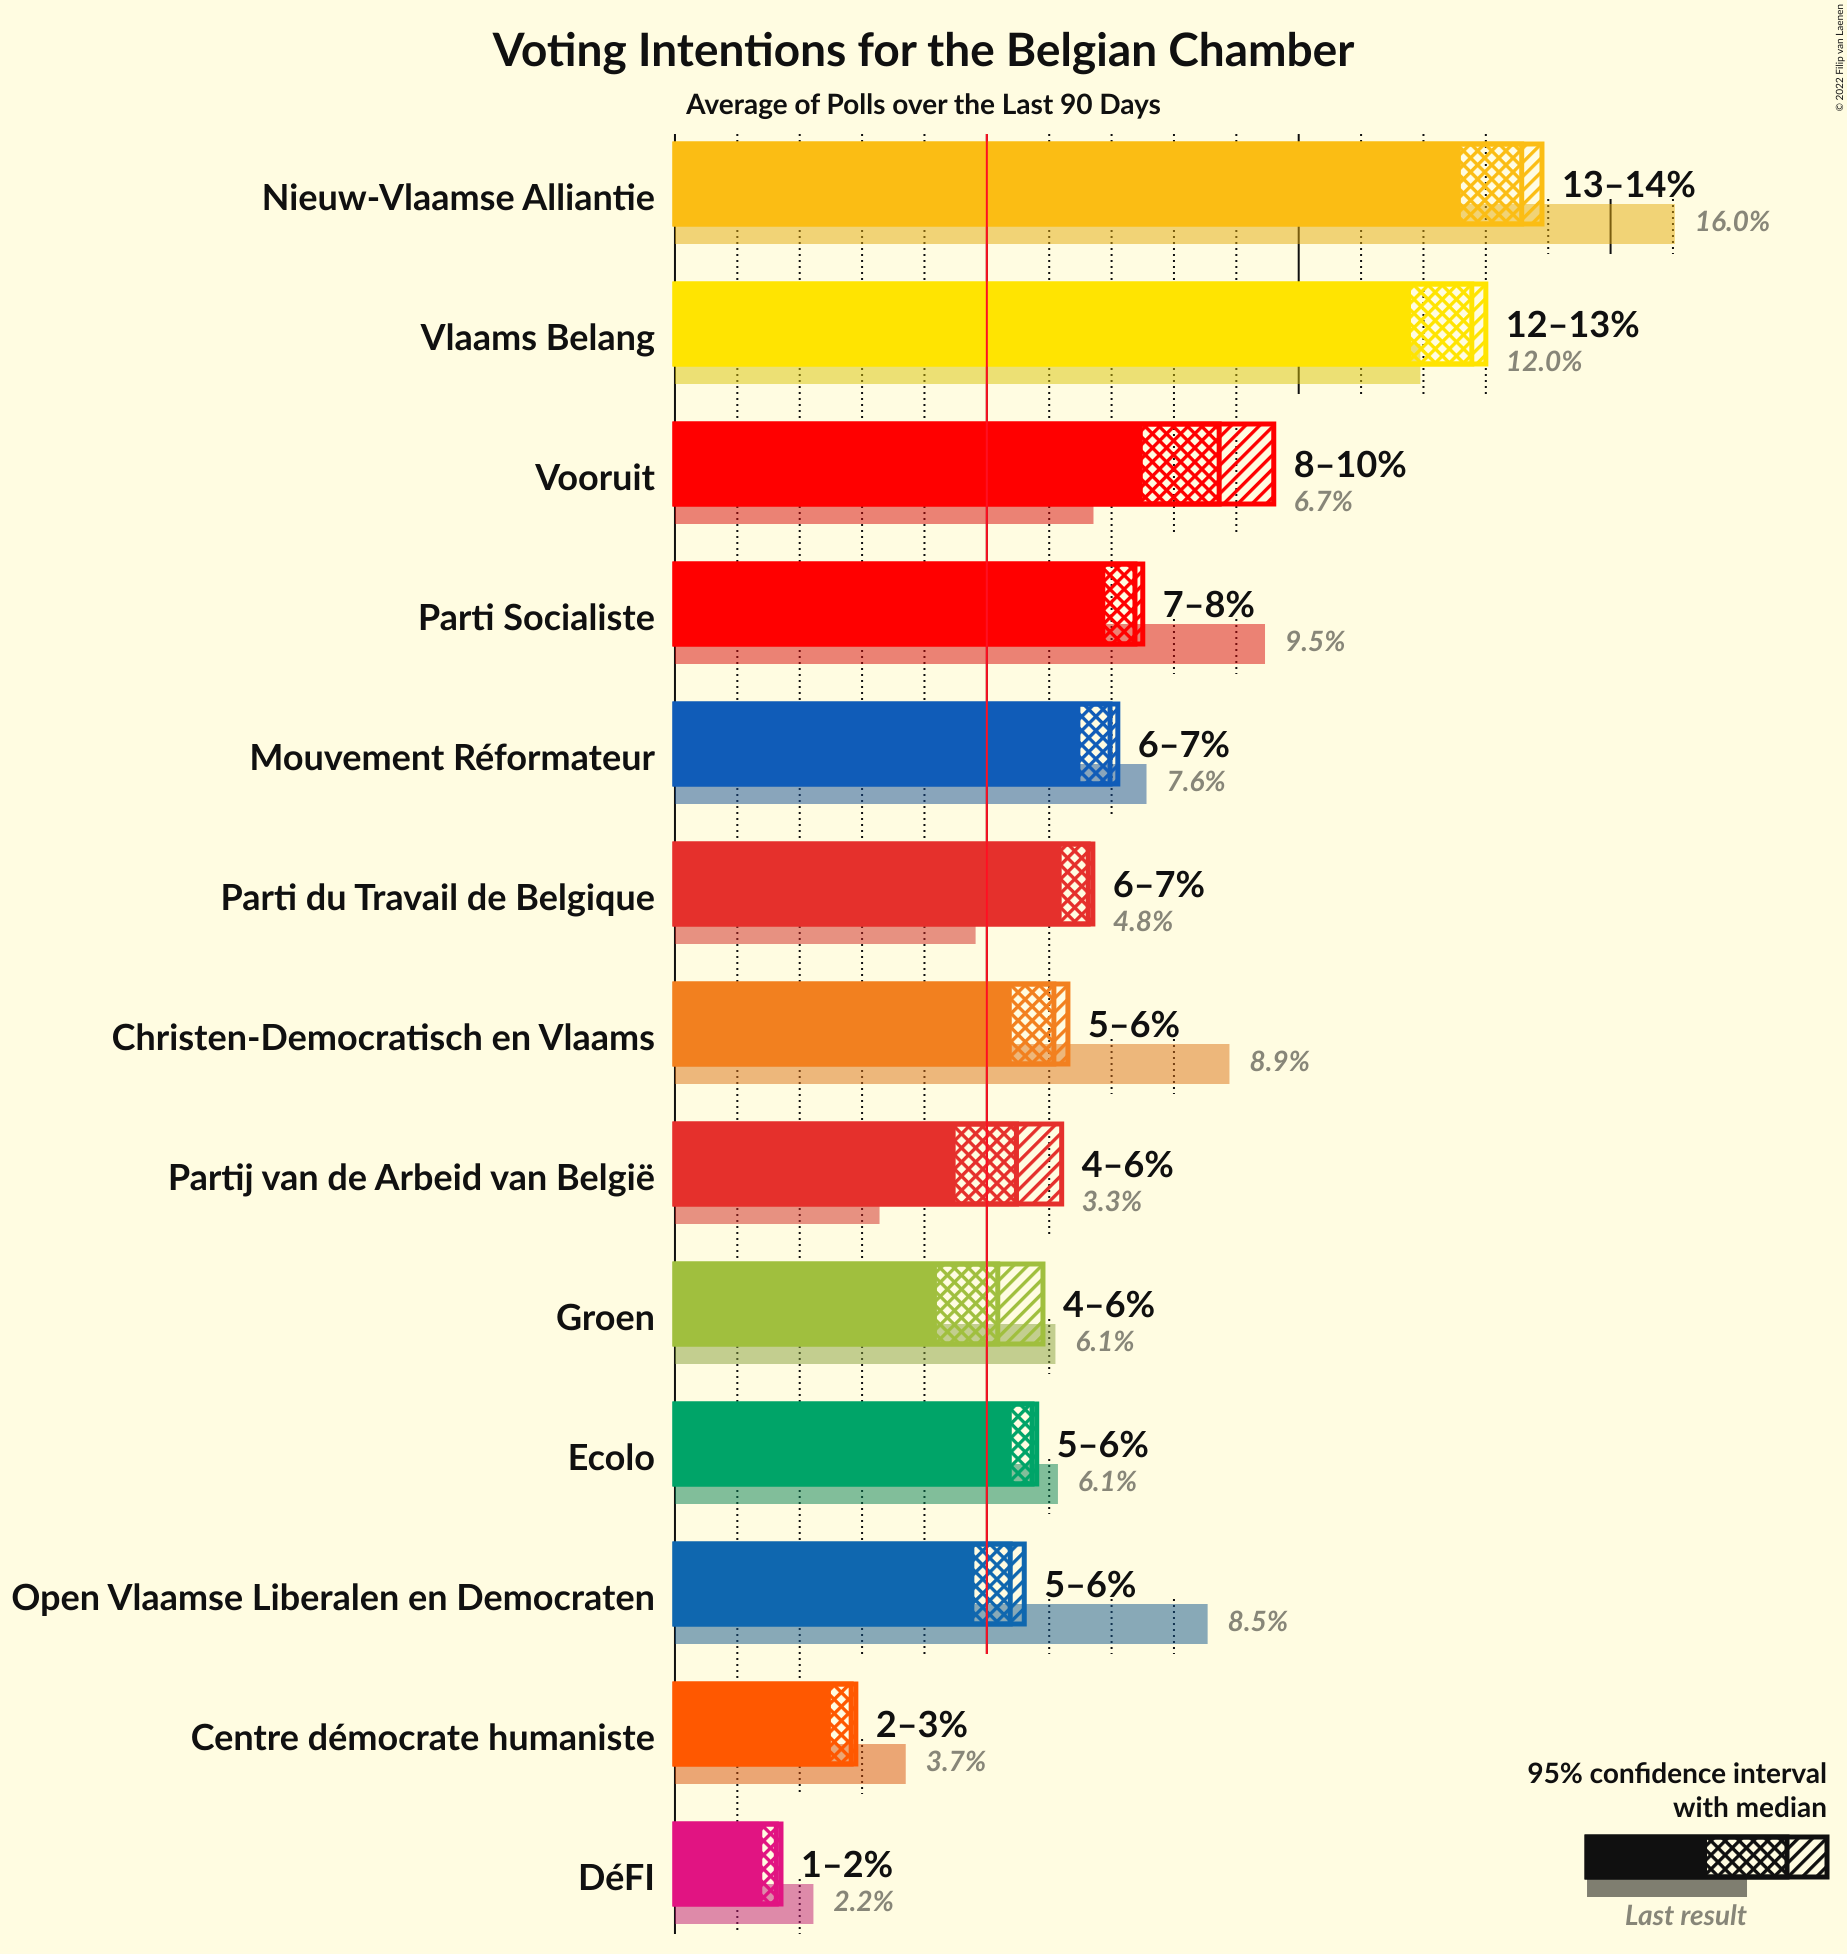 Voting Intentions for the Belgian Chamber
Average of Polls over the Last 90 Days
© 2022 Filip van Laenen
Nieuw-Vlaamse Alliantie
13–14%
16.0%
Vlaams Belang
12–13%
12.0%
Vooruit
8–10%
6.7%
Parti Socialiste
7–8%
9.5%
Mouvement Réformateur
6–7%
7.6%
Parti du Travail de Belgique
6–7%
4.8%
Christen-Democratisch en Vlaams
5–6%
8.9%
Partij van de Arbeid van België
4–6%
3.3%
Groen
4–6%
6.1%
Ecolo
5–6%
6.1%
Open Vlaamse Liberalen en Democraten
5–6%
8.5%
Centre démocrate humaniste
2–3%
3.7%
DéFI
1–2%
2.2%
95% confidence interval
with median
Last result